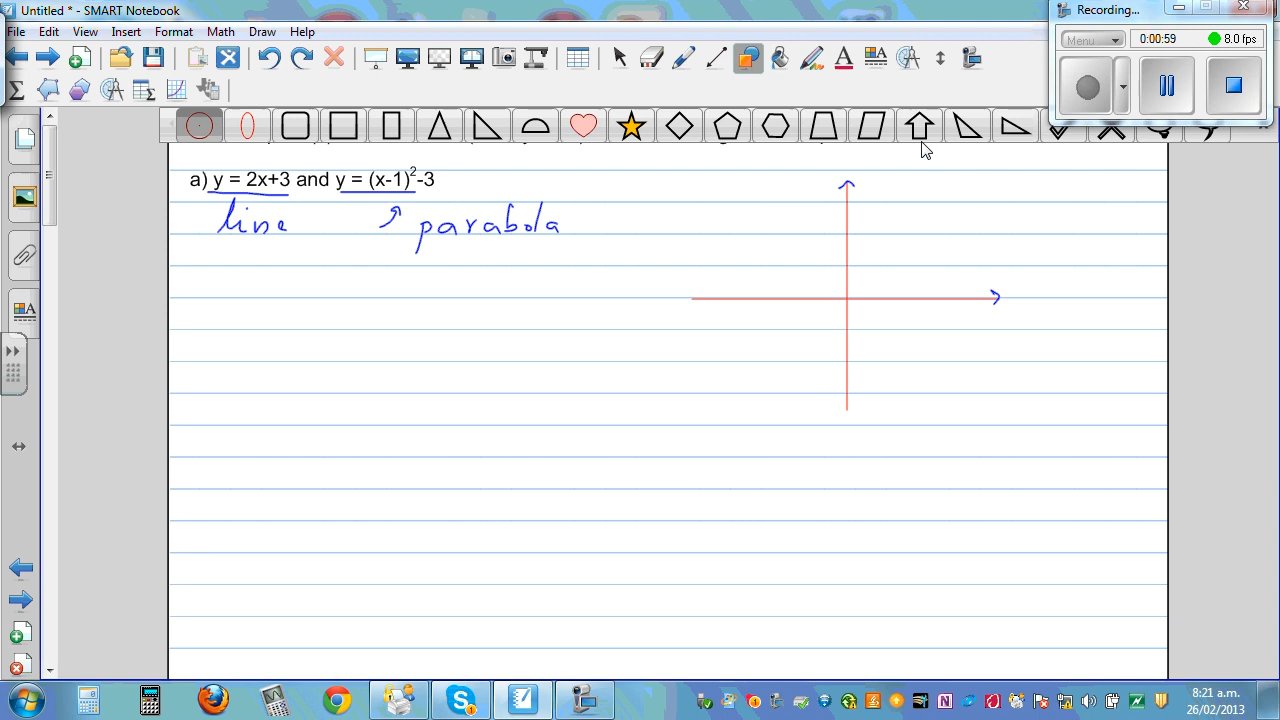 Untitled * - SMART Notebook
Recording...
File Edit View Insert Format Math Draw Help
Menu
0:00:59
8.0 fps
a) y = 2x+3 and y = (x-1)²-3
line
parabola
8:21 a.m.
26/02/2013